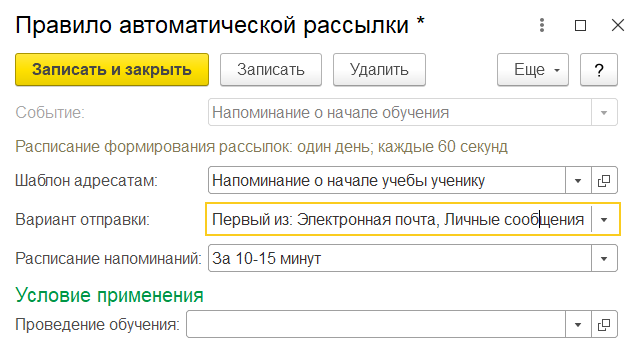 Правило автоматической рассылки *
Записать и закрыть Записать Удалить Еще ?
Событие: Напоминание о начале обучения
Расписание формирования рассылок: один день; каждые 60 секунд
Шаблон адресатам: Напоминание о начале учебы ученику
Вариант отправки: Первый из: Электронная почта, Личные сообщения
Расписание напоминаний: За 10-15 минут
Условие применения
Проведение обучения: